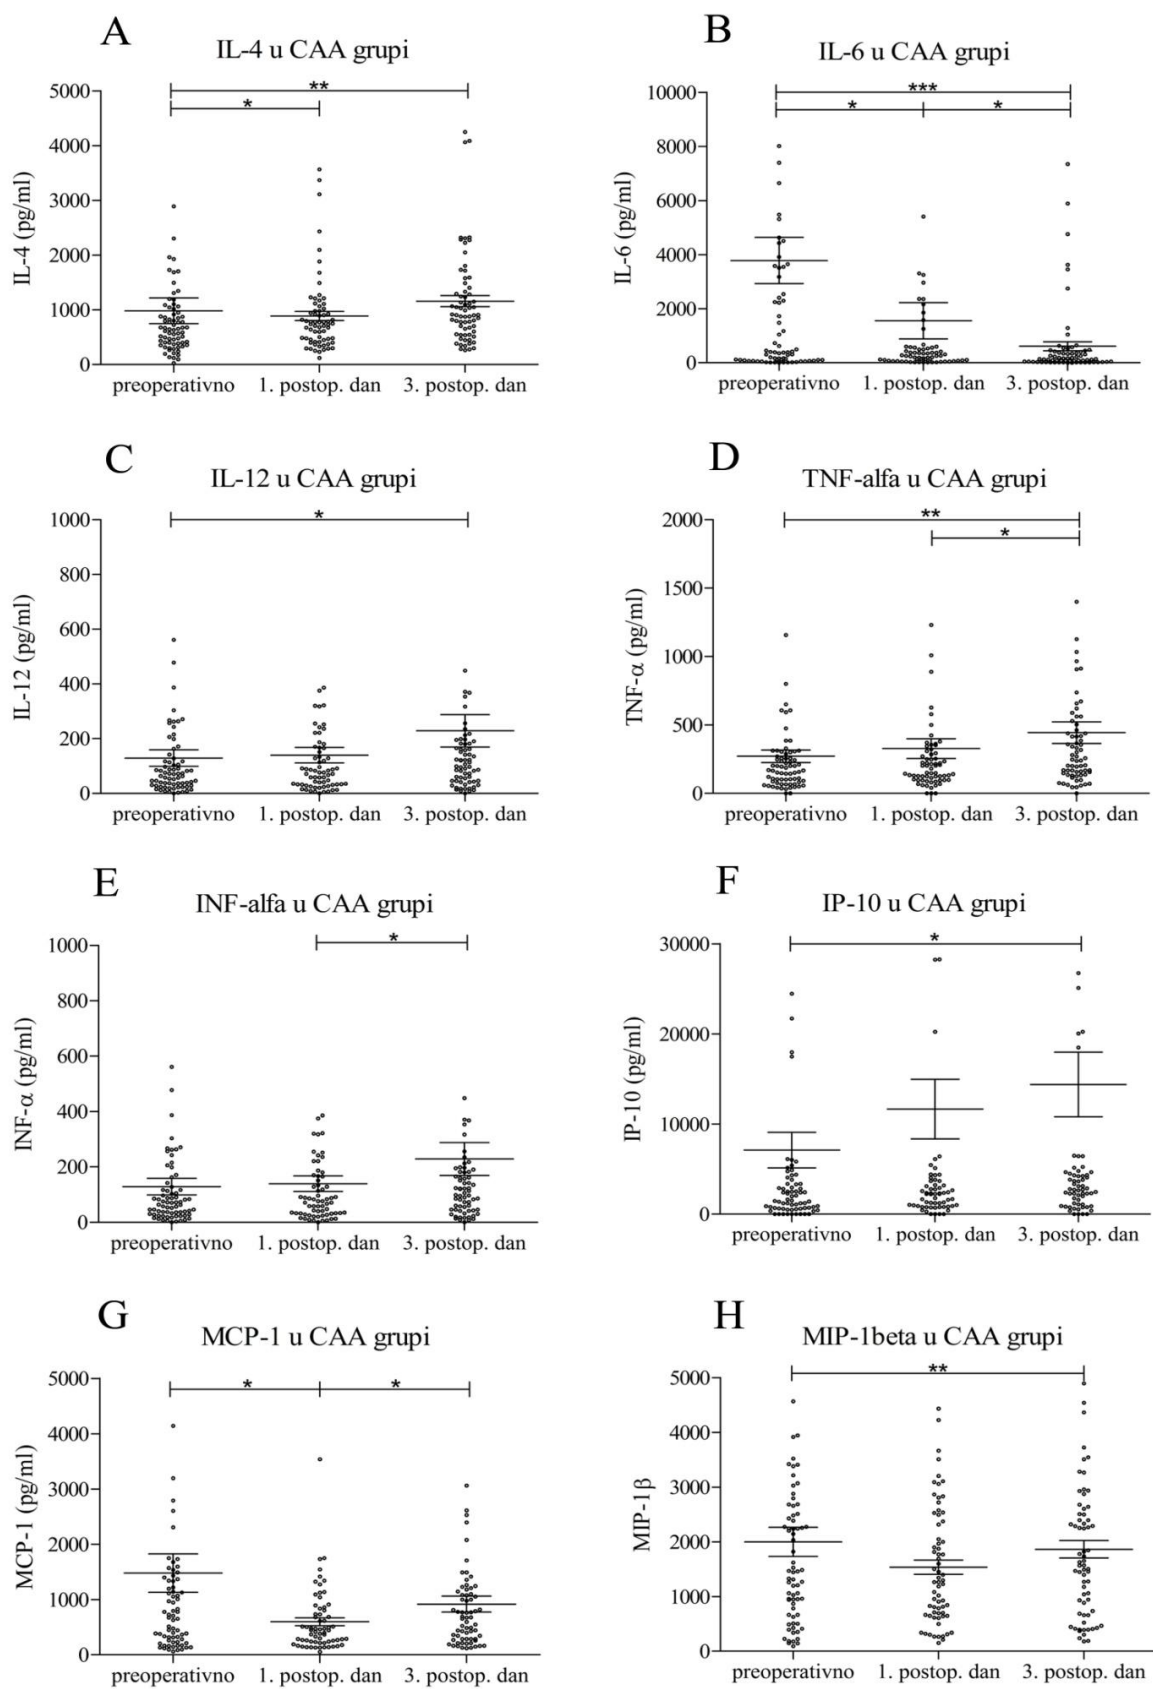 A
IL-4 u CAA grupi
**
*
5000
4000
3000
2000
1000
0
IL-4 (pg/ml)
preoperativno 1. postop. dan 3. postop. dan
B
IL-6 u CAA grupi
***
* *
10000
8000
6000
4000
2000
0
IL-6 (pg/ml)
preoperativno 1. postop. dan 3. postop. dan
C
IL-12 u CAA grupi
*
1000
800
600
400
200
0
IL-12 (pg/ml)
preoperativno 1. postop. dan 3. postop. dan
D
TNF-alfa u CAA grupi
**
*
2000
1500
1000
500
0
TNF-α (pg/ml)
preoperativno 1. postop. dan 3. postop. dan
E
INF-alfa u CAA grupi
*
1000
800
600
400
200
0
INF-α (pg/ml)
preoperativno 1. postop. dan 3. postop. dan
F
IP-10 u CAA grupi
*
30000
20000
10000
0
IP-10 (pg/ml)
preoperativno 1. postop. dan 3. postop. dan
G
MCP-1 u CAA grupi
* *
5000
4000
3000
2000
1000
0
MCP-1 (pg/ml)
preoperativno 1. postop. dan 3. postop. dan
H
MIP-1beta u CAA grupi
**
5000
4000
3000
2000
1000
0
MIP-1β
preoperativno 1. postop. dan 3. postop. dan